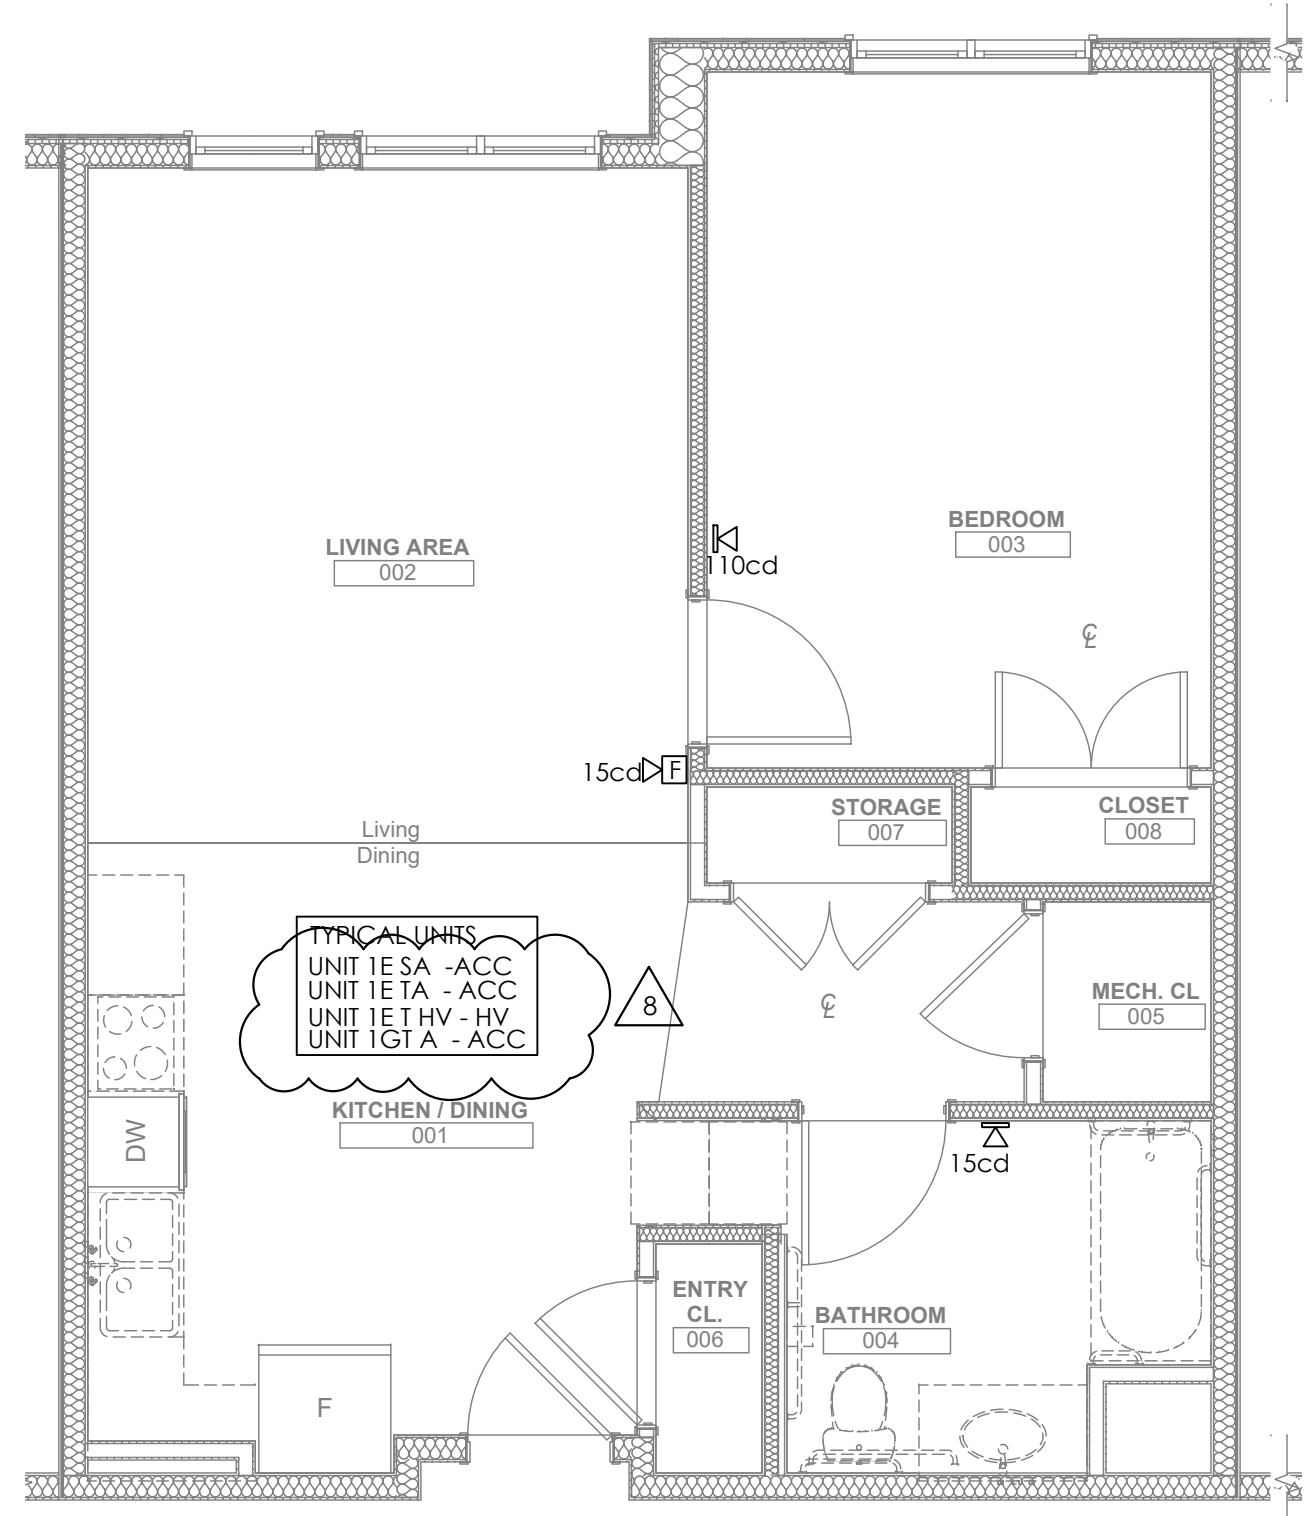 BEDROOM
003
LIVING AREA
002
110cd
℄
15cd
F
STORAGE
007
CLOSET
008
Living
Dining
TYPICAL UNITS
UNIT 1E SA -ACC
UNIT 1E TA - ACC
UNIT 1E T HV - HV
UNIT 1GT A - ACC
8
℄
MECH. CL
005
KITCHEN / DINING
001
DW
15cd
ENTRY
CL.
006
BATHROOM
004
F